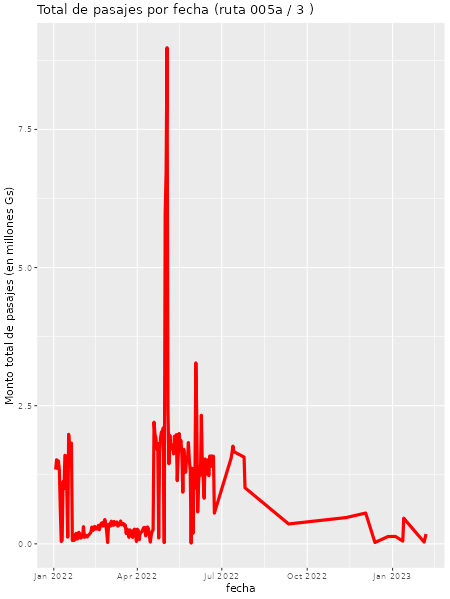 Total de pasajes por fecha (ruta 005a / 3 )
Monto total de pasajes (en millones Gs)
7.5
5.0
2.5
0.0
Jan 2022
Apr 2022
Jul 2022
Oct 2022
Jan 2023
fecha